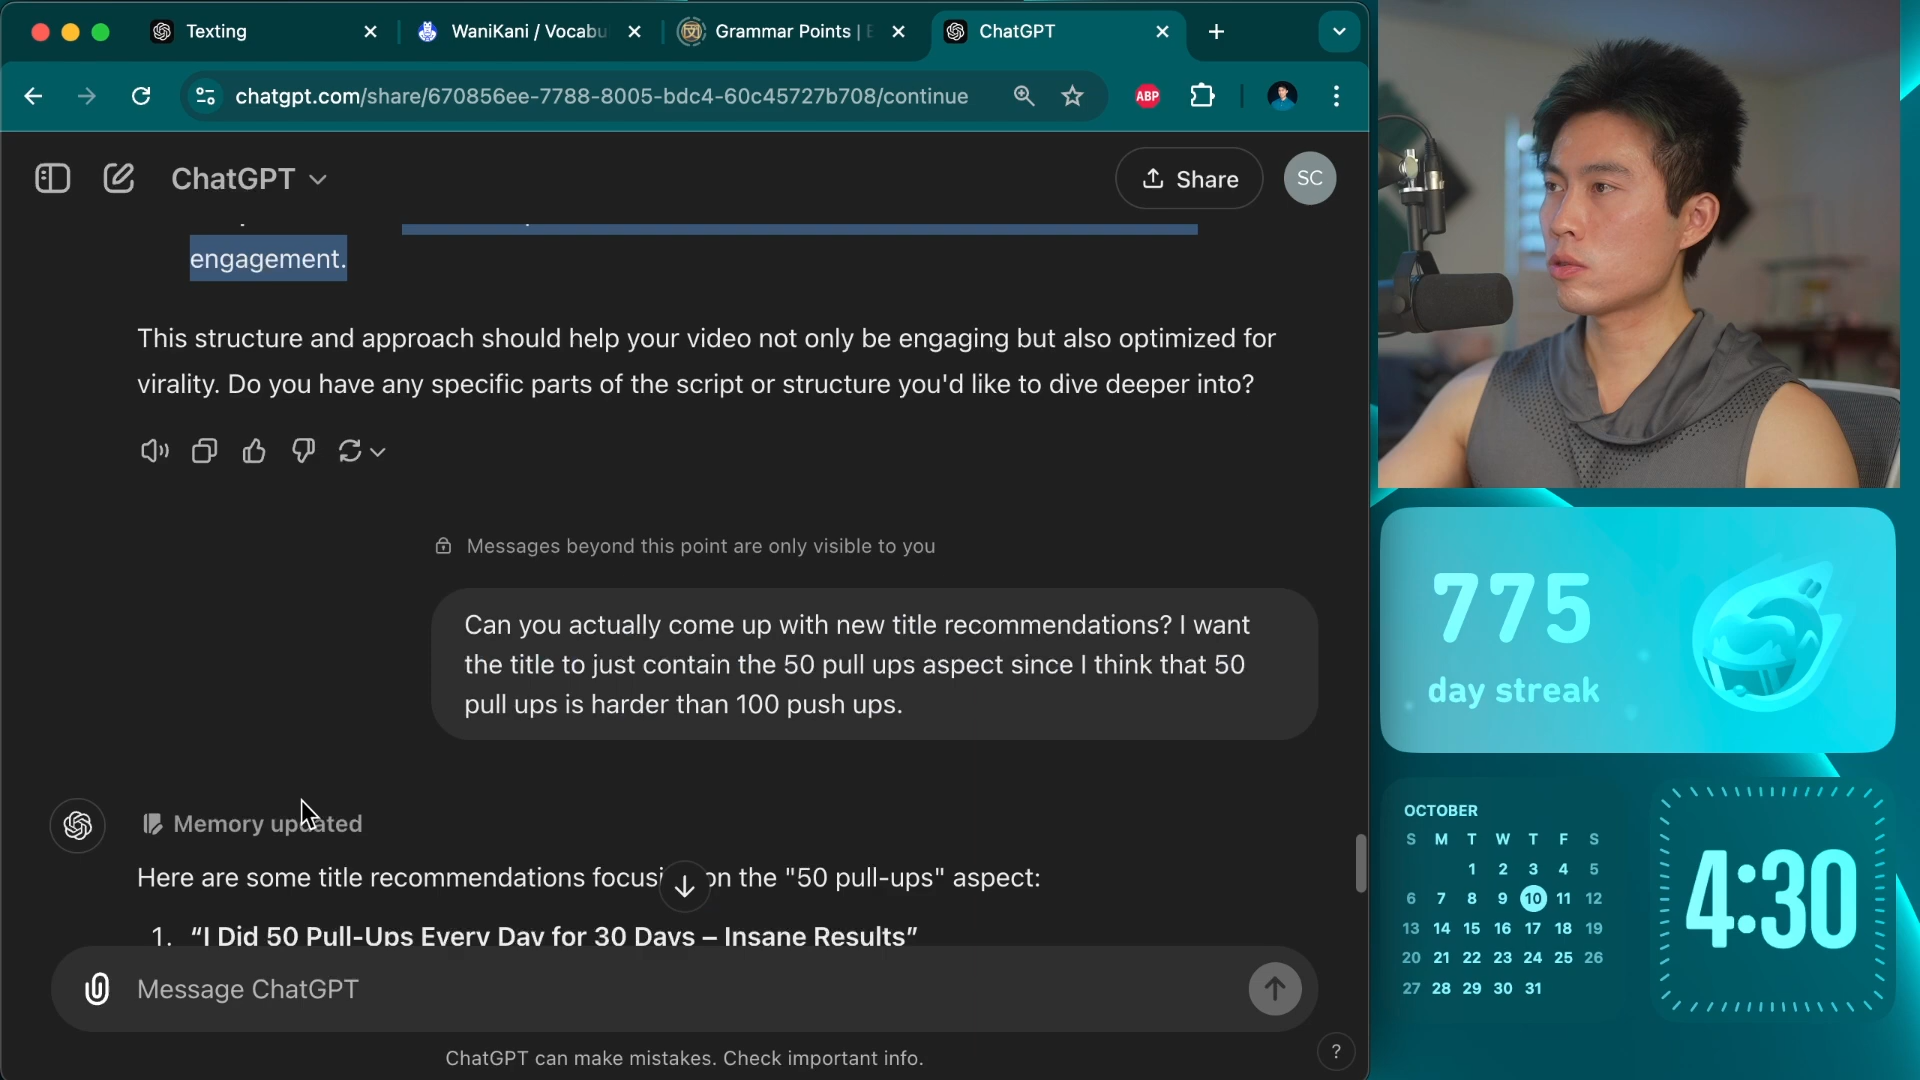 Texting
WaniKani / Vocabu
Grammar Points |
ChatGPT
chatgpt.com/share/670856ee-7788-8005-bdc4-60c45727b708/continue
ABP
ChatGPT
Share
SC
engagement.
This structure and approach should help your video not only be engaging but also optimized for
virality. Do you have any specific parts of the script or structure you'd like to dive deeper into?
Messages beyond this point are only visible to you
Can you actually come up with new title recommendations? I want
the title to just contain the 50 pull ups aspect since I think that 50
pull ups is harder than 100 push ups.
Memory updated
Here are some title recommendations focusi on the "50 pull-ups" aspect:
1. “I Did 50 Pull-Ups Every Day for 30 Days – Insane Results”
Message ChatGPT
ChatGPT can make mistakes. Check important info.
?
775
day streak
OCTOBER
S M T W T F S
1 2 3 4 5
6 7 8 9 10 11 12
13 14 15 16 17 18 19
20 21 22 23 24 25 26
27 28 29 30 31
4:30